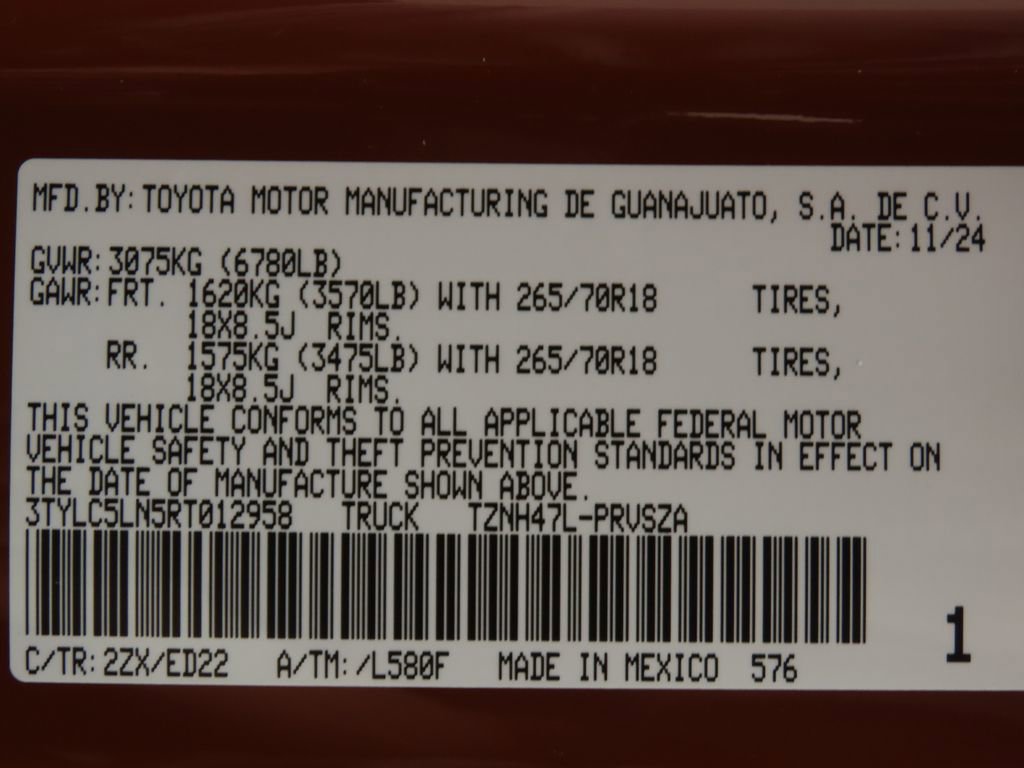 MFD.BY:TOYOTA MOTOR MANUFACTURING DE GUANAJUATO, S.A. DE C.V.
DATE:11/24
GVWR:3075KG (6780LB)
GAWR:FRT. 1620KG (3570LB) WITH 265/70R18 TIRES,
18X8.5J RIMS.
RR. 1575KG (3475LB) WITH 265/70R18 TIRES,
18X8.5J RIMS.
THIS VEHICLE CONFORMS TO ALL APPLICABLE FEDERAL MOTOR
VEHICLE SAFETY AND THEFT PREVENTION STANDARDS IN EFFECT ON
THE DATE OF MANUFACTURE SHOWN ABOVE.
3TYLC5LN5RT012958 TRUCK TZNH47L-PRVSZA
C/TR:2ZX/ED22 A/TM:/L580F MADE IN MEXICO 576
1